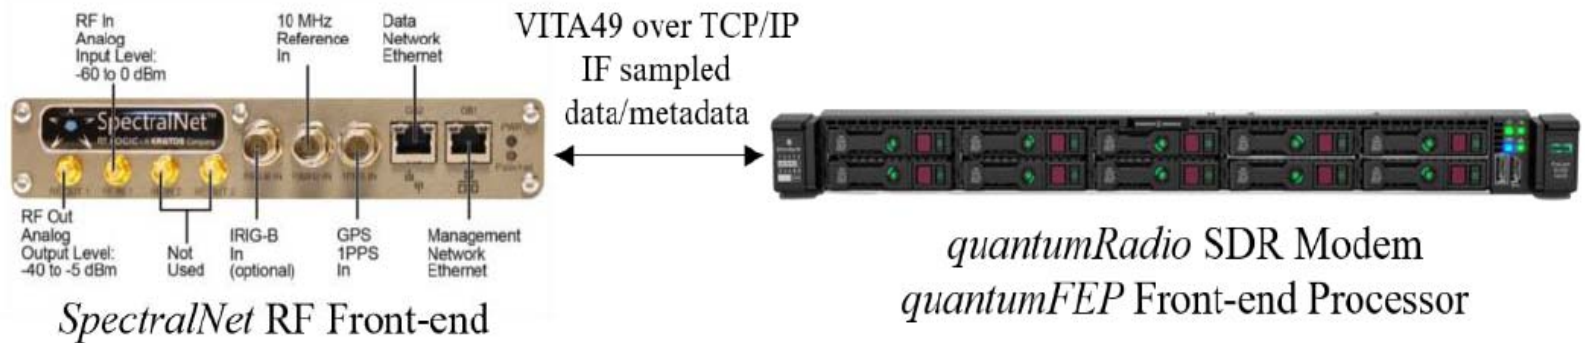 RF In
Analog
Input Level:
-60 to 0 dBm
10 MHz
Reference
In
Data
Network
Ethernet
VITA49 over TCP/IP
IF sampled
data/metadata
SpectralNet
RF Out
Analog
Output Level:
-40 to -5 dBm
Not
Used
IRIG-B
In
(optional)
GPS
1PPS
In
Management
Network
Ethernet
SpectralNet RF Front-end
quantumRadio SDR Modem
quantumFEP Front-end Processor